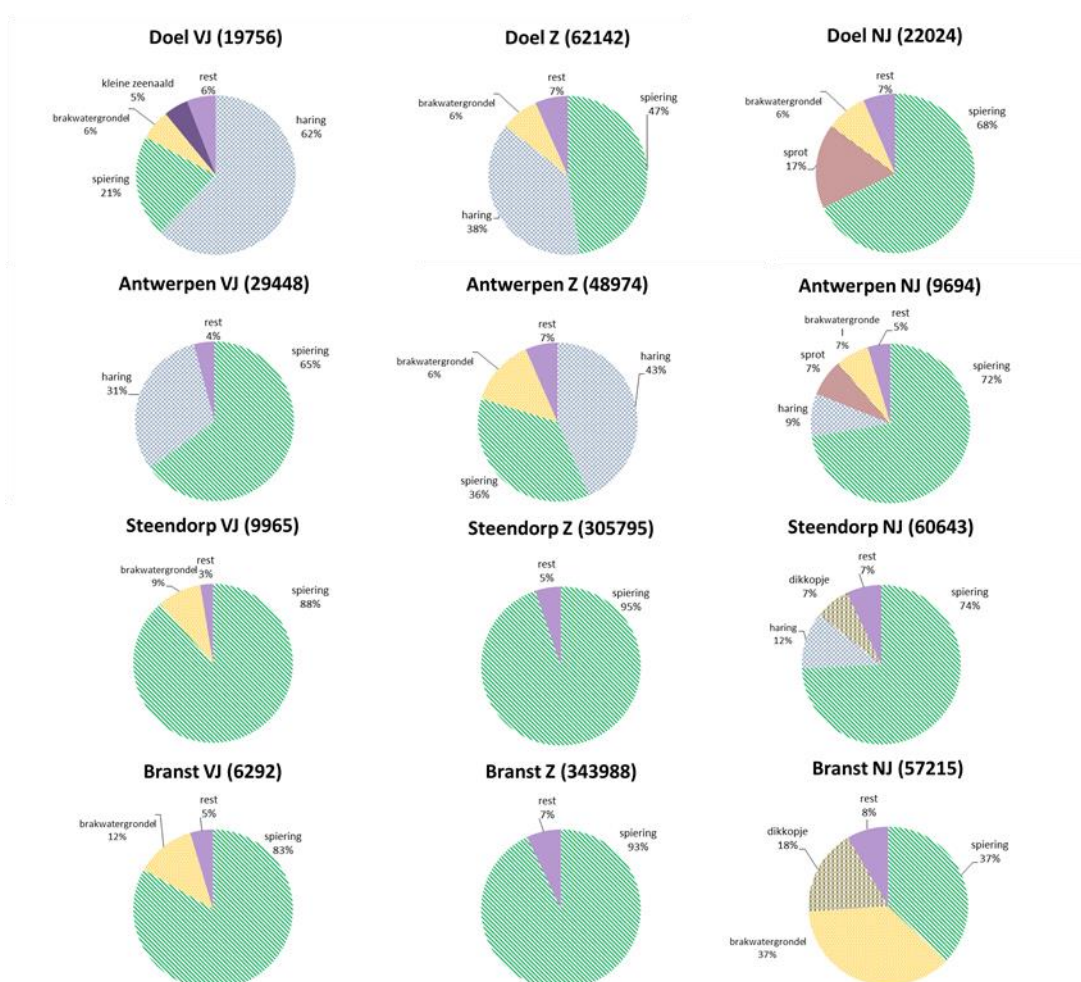 Doel VJ (19756)
kleine zeenaald
5%
rest
6%
brakwatergrondel
6%
haring
62%
spiering
21%
Doel Z (62142)
rest
7%
brakwatergrondel
6%
spiering
47%
haring
38%
Doel NJ (22024)
rest
7%
brakwatergrondel
6%
spiering
68%
sprot
17%
Antwerpen VJ (29448)
rest
4%
spiering
65%
haring
31%
Antwerpen Z (48974)
rest
7%
brakwatergrondel
6%
haring
43%
spiering
36%
Antwerpen NJ (9694)
brakwatergronde
l
7%
rest
5%
sprot
7%
spiering
72%
haring
9%
Steendorp VJ (9965)
rest
3%
brakwatergrondel
9%
spiering
88%
Steendorp Z (305795)
rest
5%
spiering
95%
Steendorp NJ (60643)
rest
7%
dikkopje
7%
spiering
74%
haring
12%
Branst VJ (6292)
rest
5%
brakwatergrondel
12%
spiering
83%
Branst Z (343988)
rest
7%
spiering
93%
Branst NJ (57215)
rest
8%
dikkopje
18%
spiering
37%
brakwatergrondel
37%